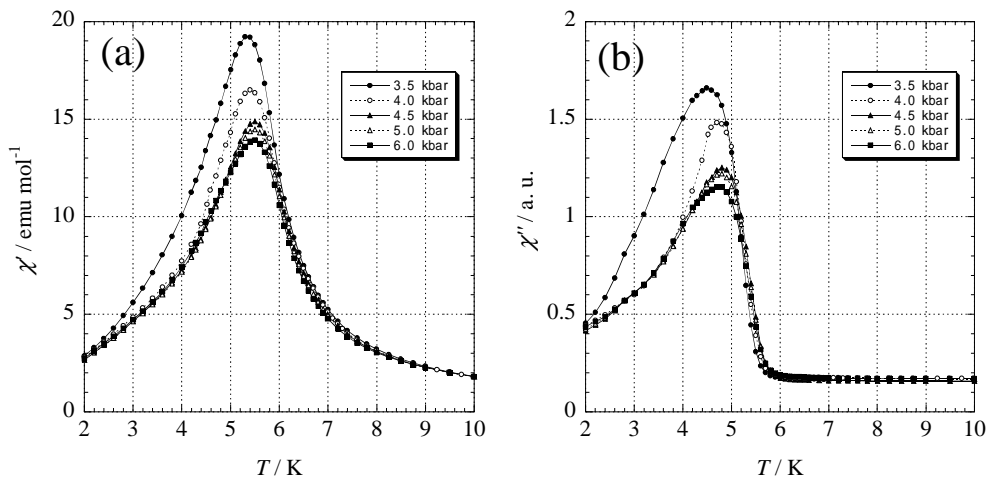 (a)
20
15
10
5
0
χ' / emu mol⁻¹
2 3 4 5 6 7 8 9 10
T / K
3.5 kbar
4.0 kbar
4.5 kbar
5.0 kbar
6.0 kbar
(b)
2
1.5
1
0.5
0
χ'' / a. u.
2 3 4 5 6 7 8 9 10
T / K
3.5 kbar
4.0 kbar
4.5 kbar
5.0 kbar
6.0 kbar